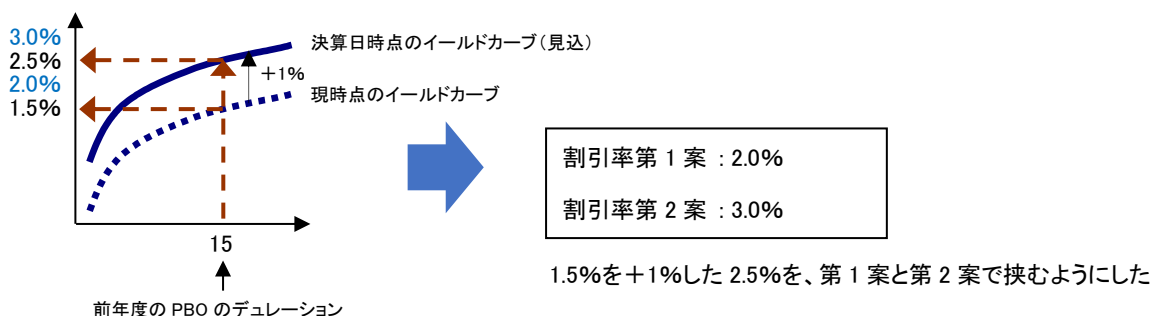 3.0%
2.5%
2.0%
1.5%
決算日時点のイールドカーブ(見込)
+1%
現時点のイールドカーブ
15
前年度の PBO のデュレーション
割引率第 1 案 :2.0%
割引率第 2 案 :3.0%
1.5%を+1%した 2.5%を、第 1 案と第 2 案で挟むようにした